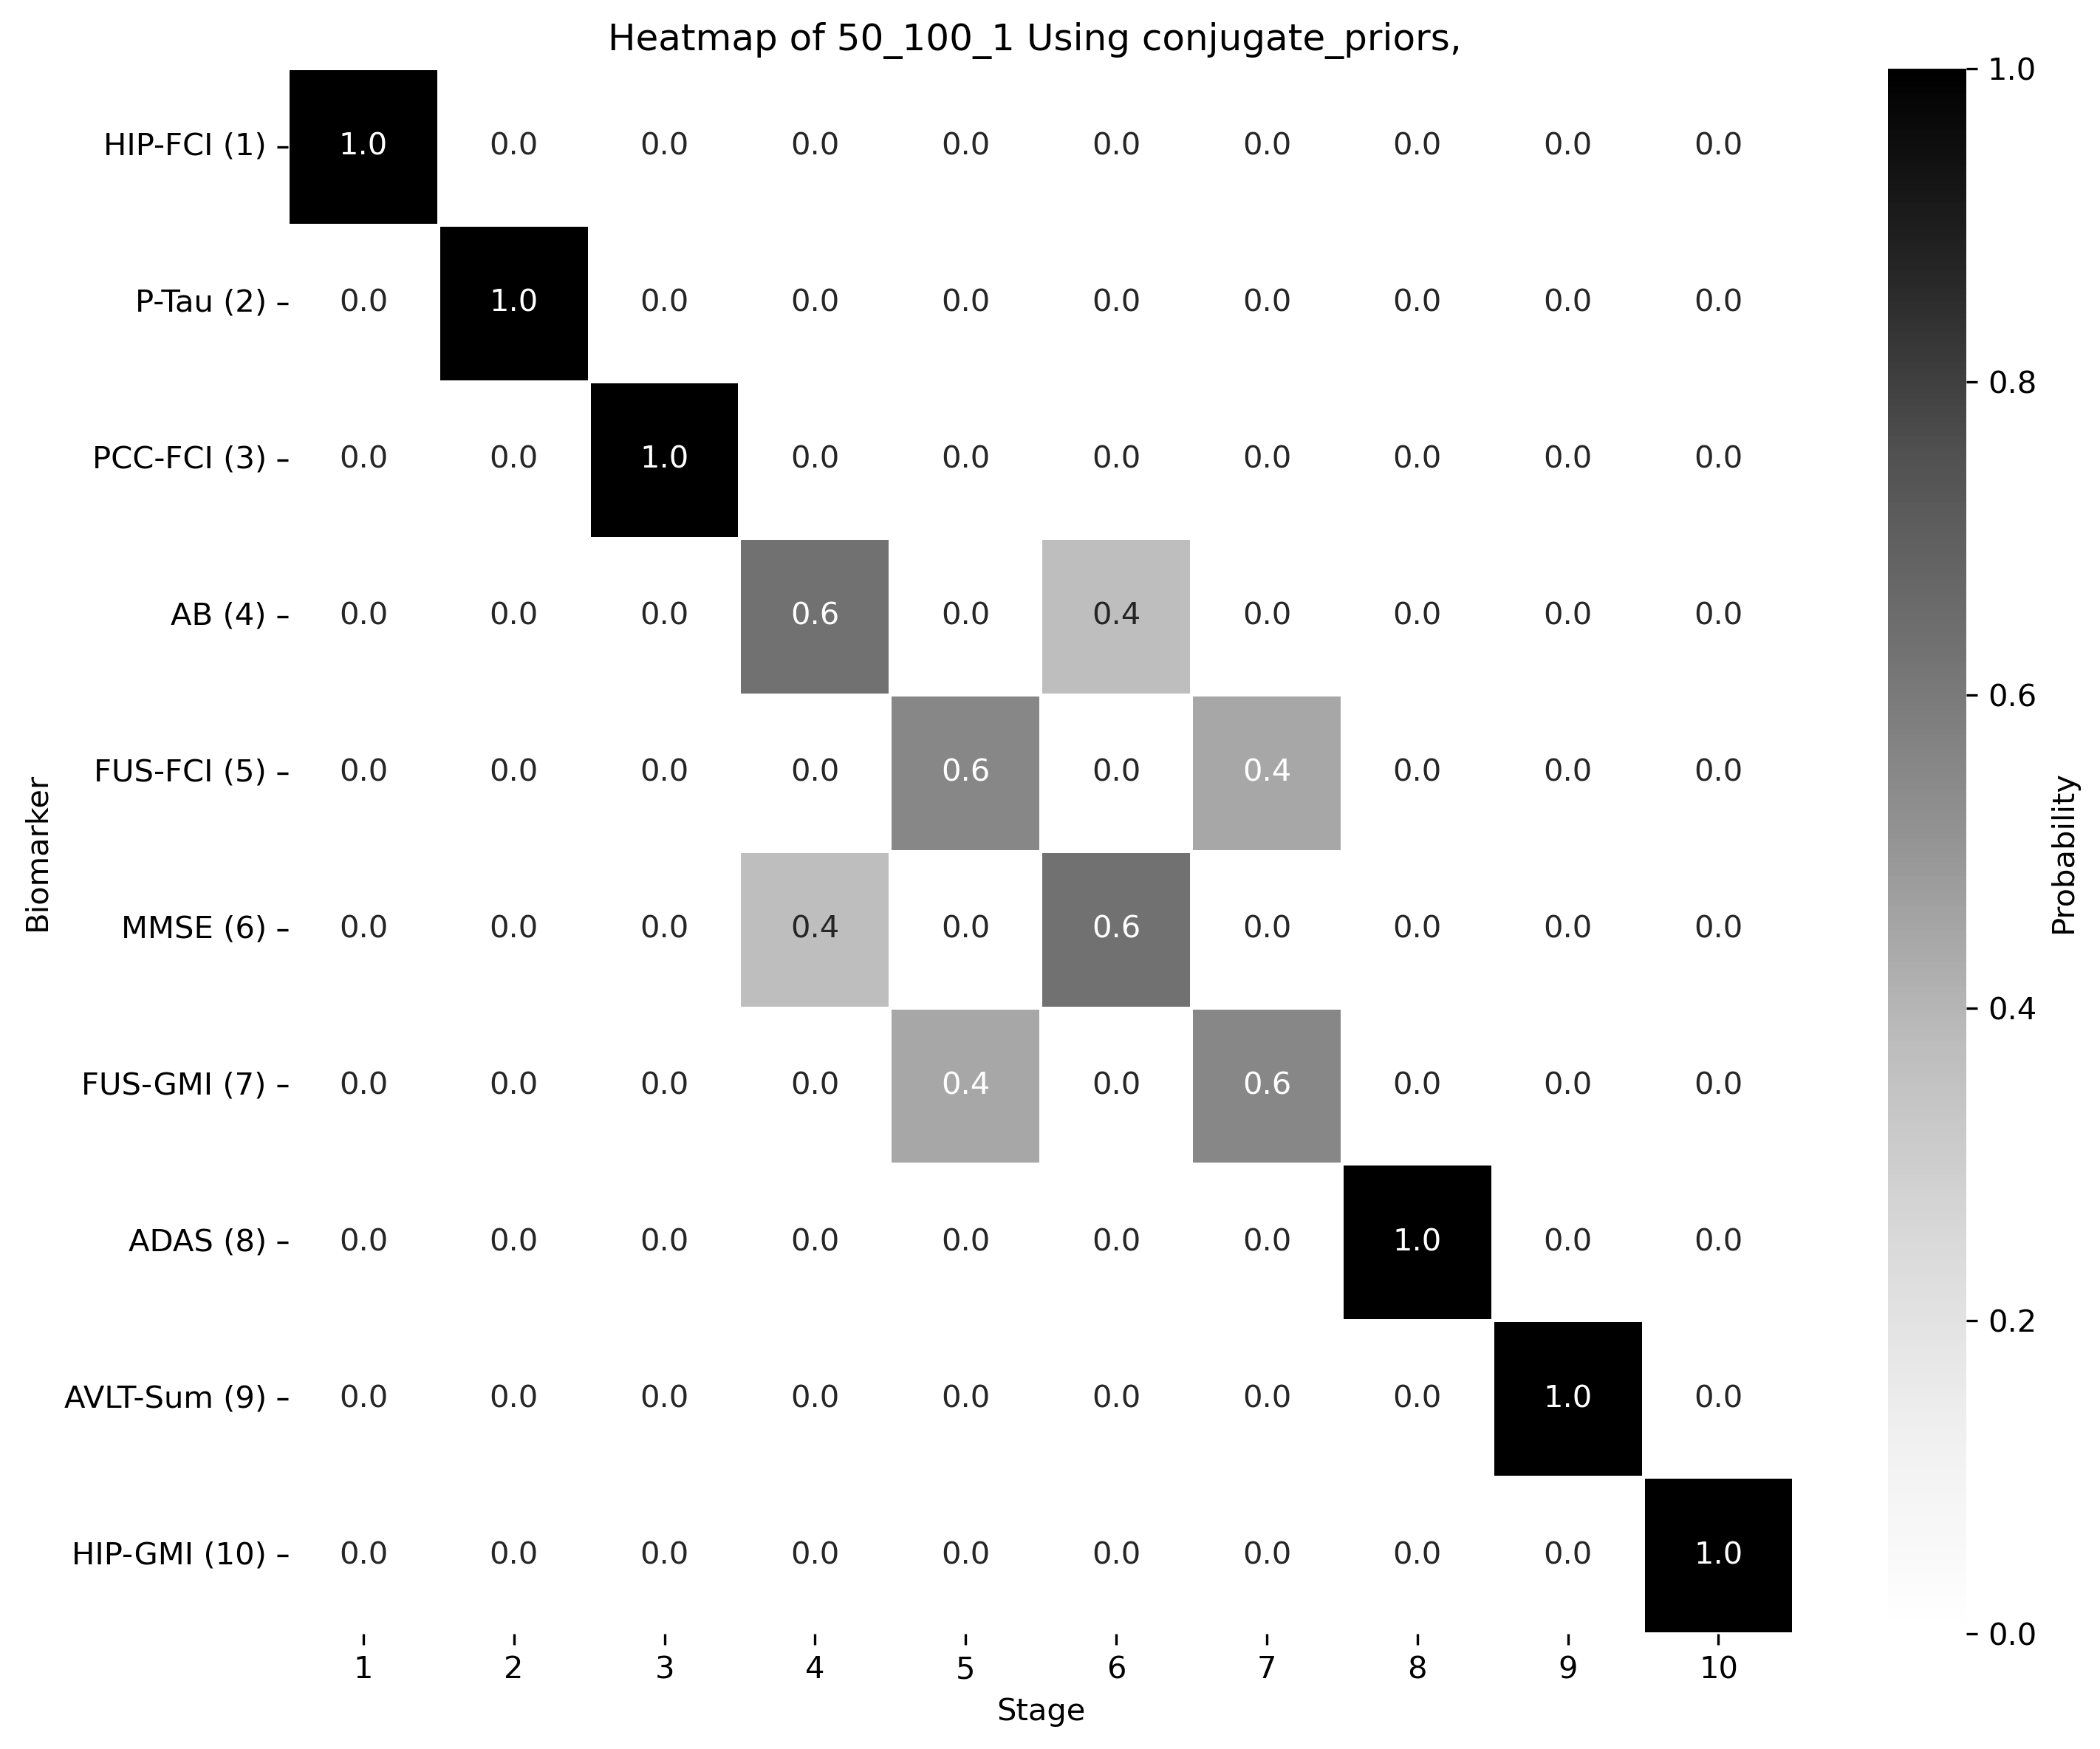 Heatmap of 50_100_1 Using conjugate_priors,
HIP-FCI (1) 1.0 0.0 0.0 0.0 0.0 0.0 0.0 0.0 0.0 0.0
P-Tau (2) 0.0 1.0 0.0 0.0 0.0 0.0 0.0 0.0 0.0 0.0
PCC-FCI (3) 0.0 0.0 1.0 0.0 0.0 0.0 0.0 0.0 0.0 0.0
AB (4) 0.0 0.0 0.0 0.6 0.0 0.4 0.0 0.0 0.0 0.0
FUS-FCI (5) 0.0 0.0 0.0 0.0 0.6 0.0 0.4 0.0 0.0 0.0
MMSE (6) 0.0 0.0 0.0 0.4 0.0 0.6 0.0 0.0 0.0 0.0
FUS-GMI (7) 0.0 0.0 0.0 0.0 0.4 0.0 0.6 0.0 0.0 0.0
ADAS (8) 0.0 0.0 0.0 0.0 0.0 0.0 0.0 1.0 0.0 0.0
AVLT-Sum (9) 0.0 0.0 0.0 0.0 0.0 0.0 0.0 0.0 1.0 0.0
HIP-GMI (10) 0.0 0.0 0.0 0.0 0.0 0.0 0.0 0.0 0.0 1.0
1 2 3 4 5 6 7 8 9 10
Stage
Biomarker
1.0
0.8
0.6
0.4
0.2
0.0
Probability